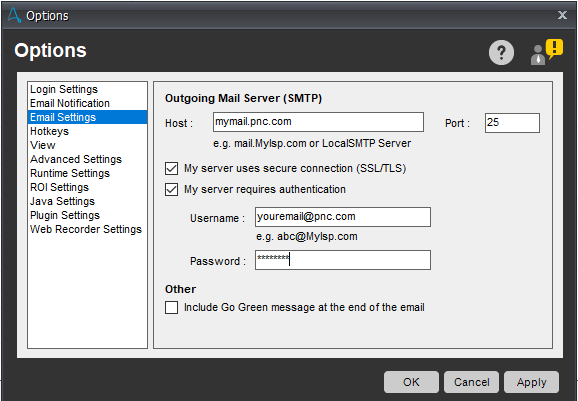 Options
Options
Login Settings
Email Notification
Email Settings
Hotkeys
View
Advanced Settings
Runtime Settings
ROI Settings
Java Settings
Plugin Settings
Web Recorder Settings
Outgoing Mail Server (SMTP)
Host : mymail.pnc.com Port : 25
e.g. mail.MyIsp.com or LocalSMTP Server
My server uses secure connection (SSL/TLS)
My server requires authentication
Username : youremail@pnc.com
e.g. abc@MyIsp.com
Password : ********
Other
Include Go Green message at the end of the email
OK Cancel Apply